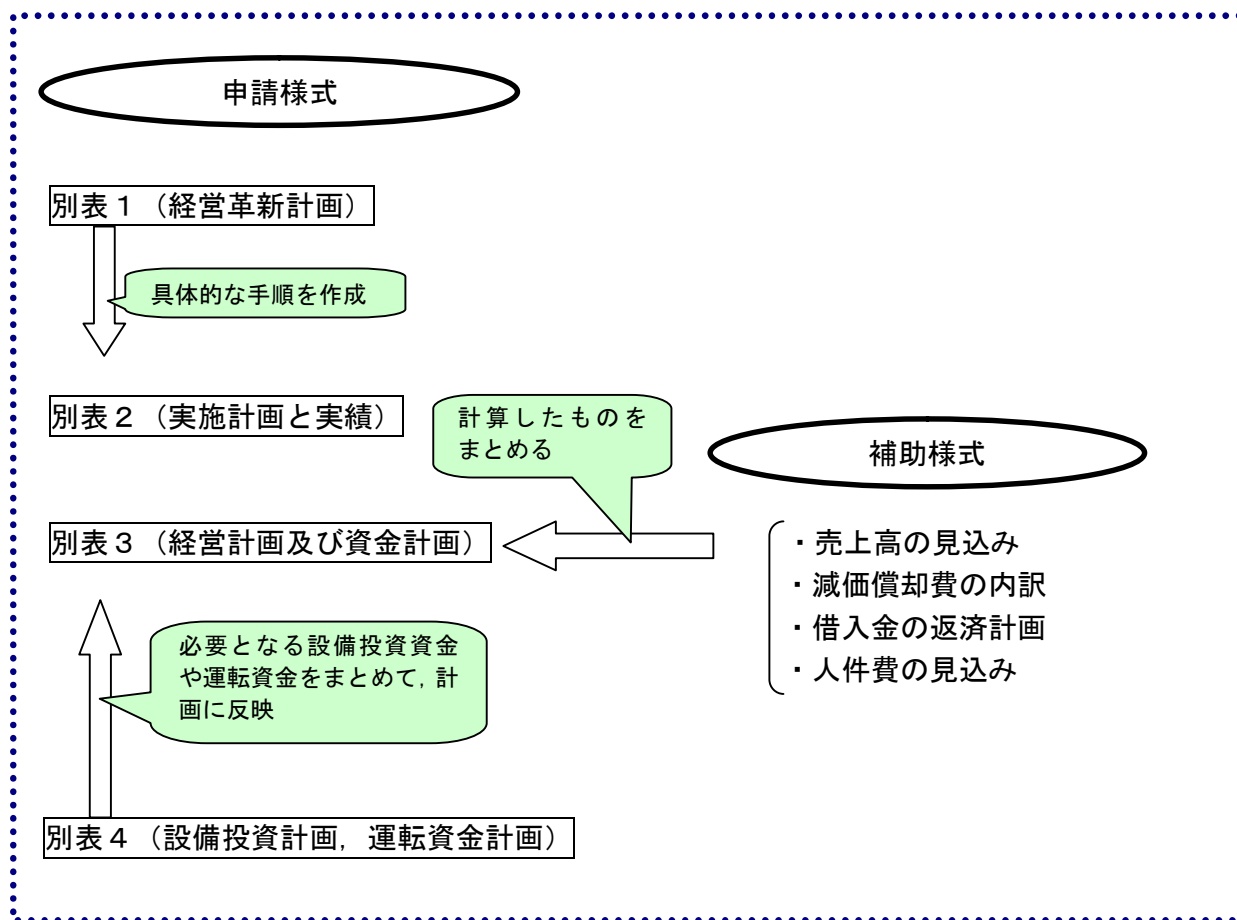 申請様式
別表１（経営革新計画）
具体的な手順を作成
別表２（実施計画と実績）
計算したものを
まとめる
補助様式
別表３（経営計画及び資金計画）
・売上高の見込み
・減価償却費の内訳
・借入金の返済計画
・人件費の見込み
必要となる設備投資資金
や運転資金をまとめて，計
画に反映
別表４（設備投資計画，運転資金計画）